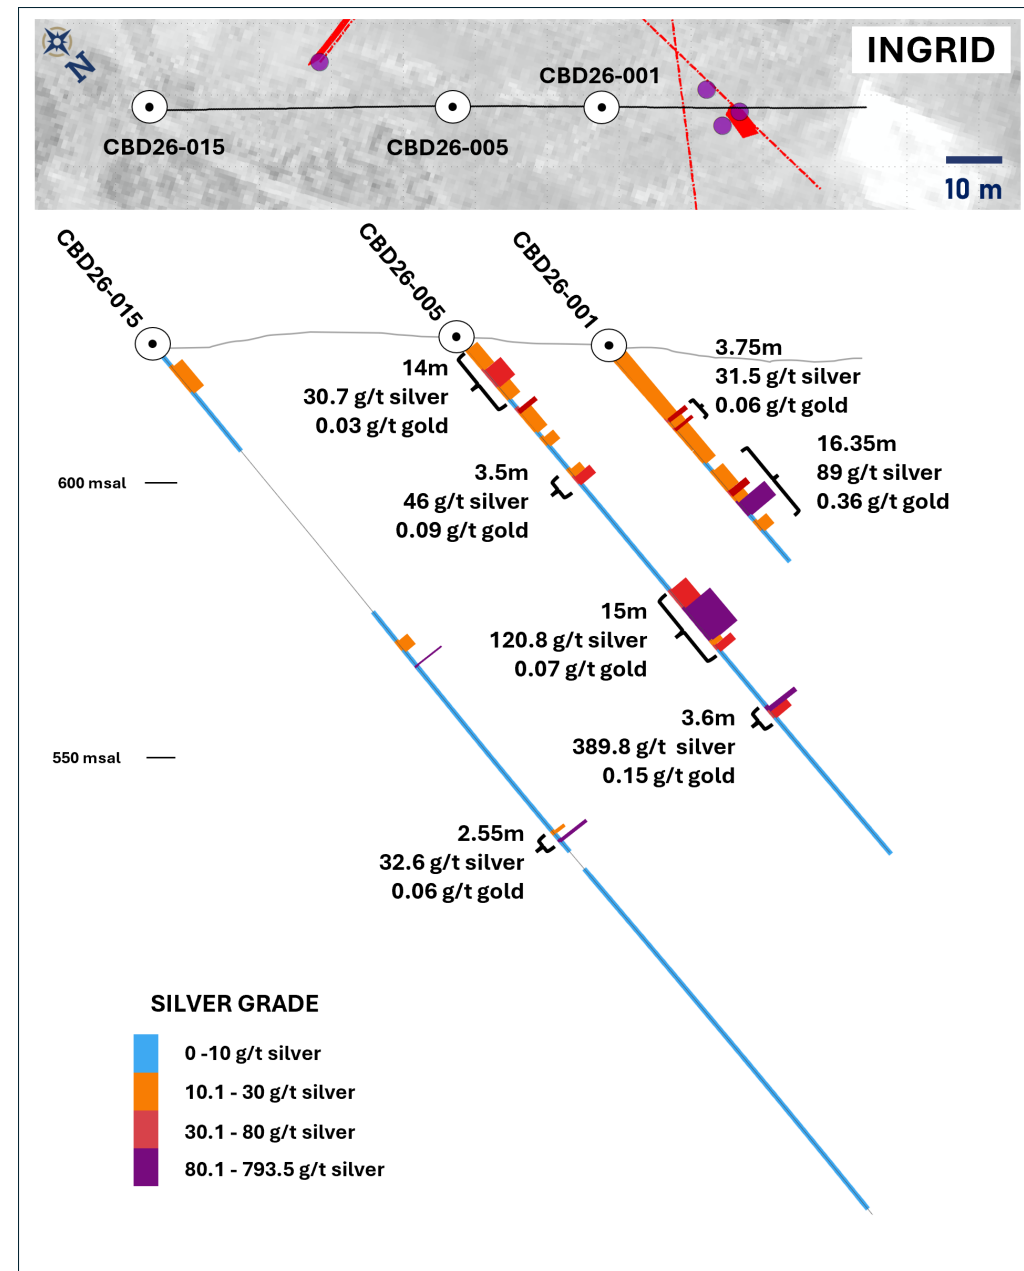 INGRID
N
CBD26-001
CBD26-015
CBD26-005
10 m
CBD26-015
CBD26-005
CBD26-001
3.75m
31.5 g/t silver
0.06 g/t gold
14m
30.7 g/t silver
0.03 g/t gold
16.35m
89 g/t silver
0.36 g/t gold
3.5m
46 g/t silver
0.09 g/t gold
600 msal
15m
120.8 g/t silver
0.07 g/t gold
3.6m
389.8 g/t silver
0.15 g/t gold
550 msal
2.55m
32.6 g/t silver
0.06 g/t gold
SILVER GRADE
0 -10 g/t silver
10.1 - 30 g/t silver
30.1 - 80 g/t silver
80.1 - 793.5 g/t silver